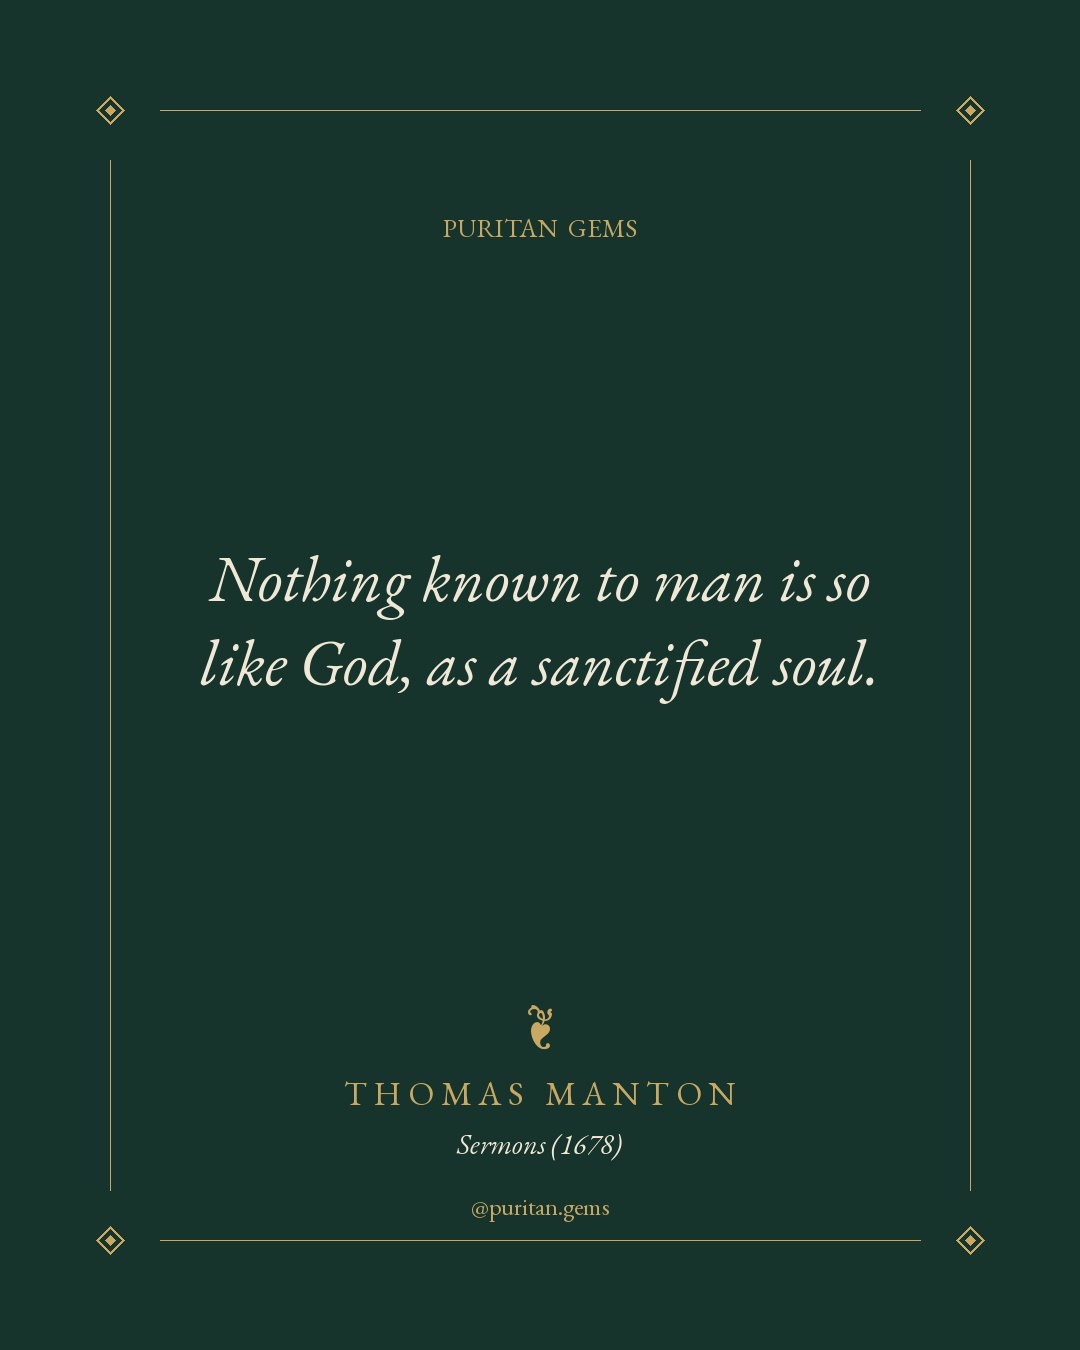 PURITAN GEMS
Nothing known to man is so
like God, as a sanctified soul.
THOMAS MANTON
Sermons (1678)
@puritan.gems